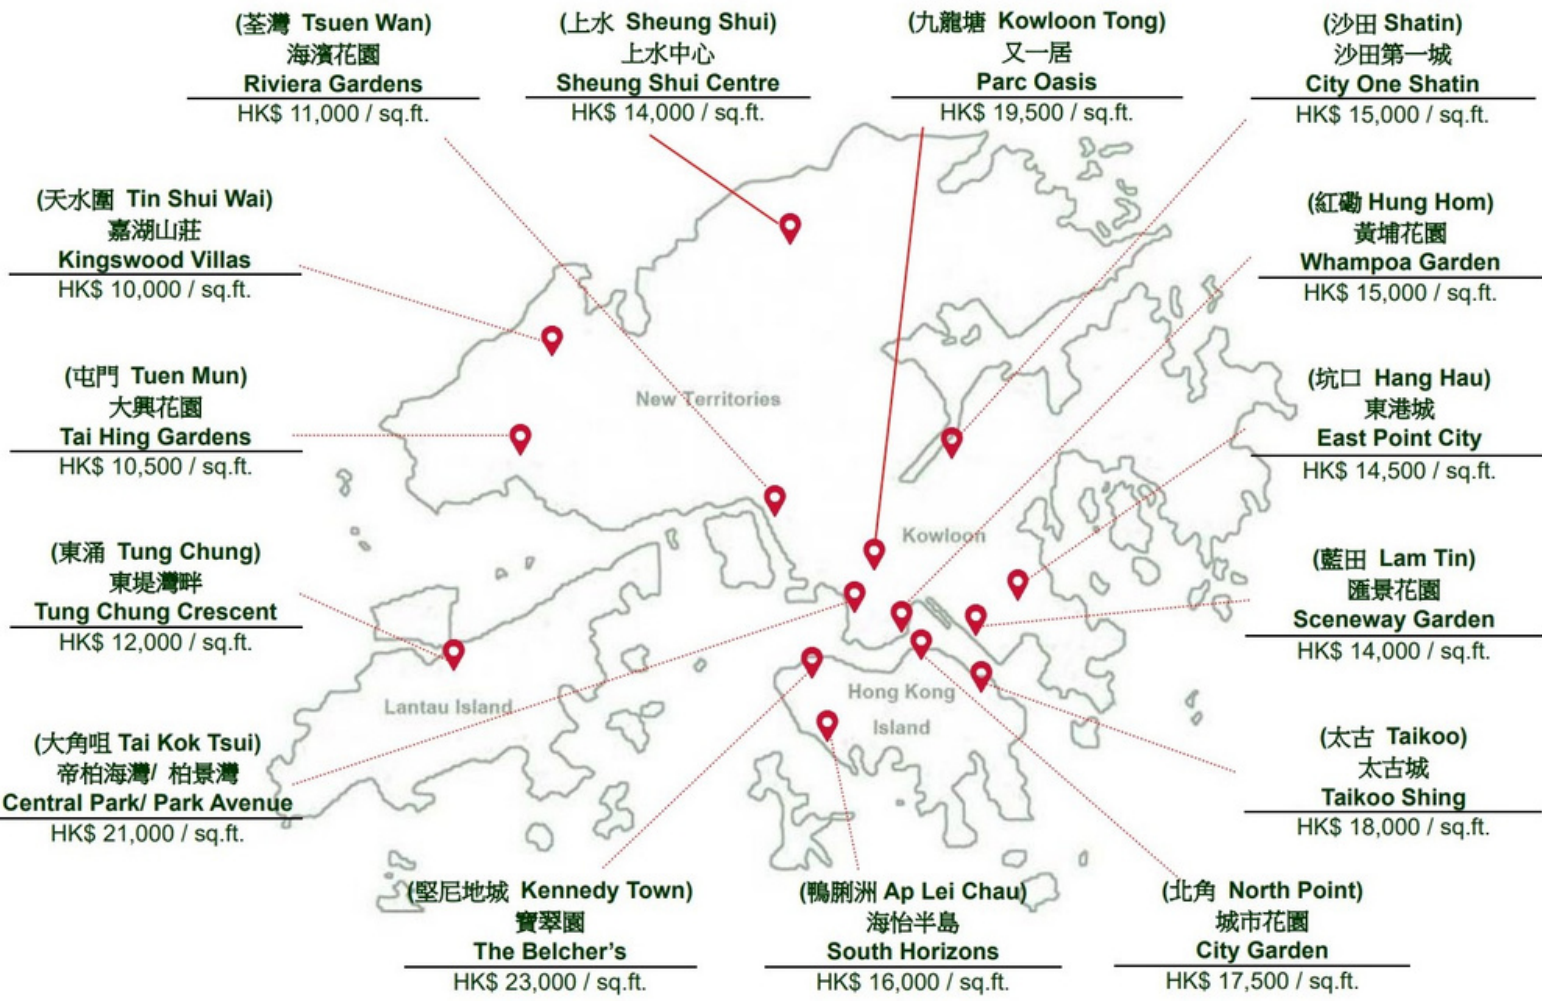 (荃灣 Tsuen Wan)
海濱花園
Riviera Gardens
HK$ 11,000 / sq.ft.
(上水 Sheung Shui)
上水中心
Sheung Shui Centre
HK$ 14,000 / sq.ft.
(九龍塘 Kowloon Tong)
又一居
Parc Oasis
HK$ 19,500 / sq.ft.
(沙田 Shatin)
沙田第一城
City One Shatin
HK$ 15,000 / sq.ft.
(天水圍 Tin Shui Wai)
嘉湖山莊
Kingswood Villas
HK$ 10,000 / sq.ft.
(紅磡 Hung Hom)
黃埔花園
Whampoa Garden
HK$ 15,000 / sq.ft.
(屯門 Tuen Mun)
大興花園
Tai Hing Gardens
HK$ 10,500 / sq.ft.
New Territories
(坑口 Hang Hau)
東港城
East Point City
HK$ 14,500 / sq.ft.
(東涌 Tung Chung)
東堤灣畔
Tung Chung Crescent
HK$ 12,000 / sq.ft.
Kowloon
(藍田 Lam Tin)
匯景花園
Sceneway Garden
HK$ 14,000 / sq.ft.
Lantau Island
Hong Kong
Island
(大角咀 Tai Kok Tsui)
帝柏海灣/ 柏景灣
Central Park/ Park Avenue
HK$ 21,000 / sq.ft.
(太古 Taikoo)
太古城
Taikoo Shing
HK$ 18,000 / sq.ft.
(堅尼地城 Kennedy Town)
寶翠園
The Belcher's
HK$ 23,000 / sq.ft.
(鴨脷洲 Ap Lei Chau)
海怡半島
South Horizons
HK$ 16,000 / sq.ft.
(北角 North Point)
城市花園
City Garden
HK$ 17,500 / sq.ft.